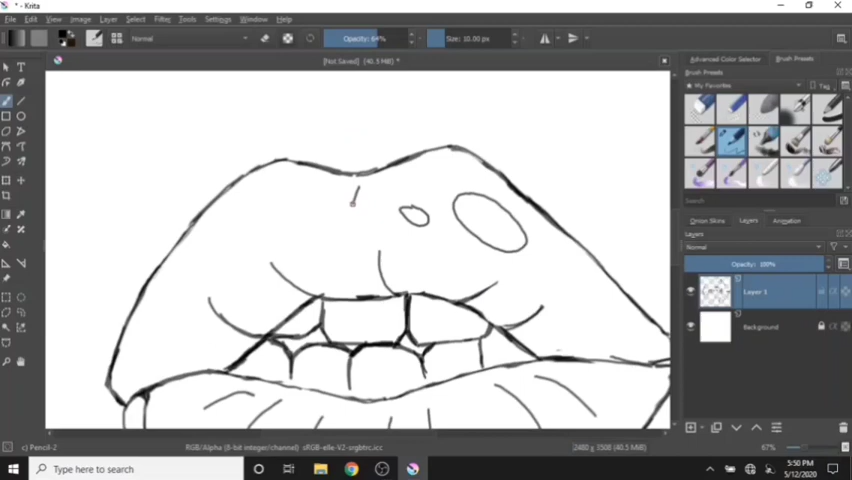 * - Krita
File Edit View Image Layer Select Filter Tools Settings Window Help
Normal Opacity: 64% Size: 10.00 px
[Not Saved] (40.3 MiB) *
Advanced Color Selector Brush Presets
Brush Presets
My Favorites Tag
Search
Onion Skins Layers Animation
Layers
Normal
Opacity: 100%
Layer 1
Background
c) Pencil-2 RGB/Alpha (8-bit integer/channel) sRGB-elle-V2-srgbtrc.icc 2480 x 3508 (40.3 MiB) 67%
Type here to search
5:50 PM
5/12/2020